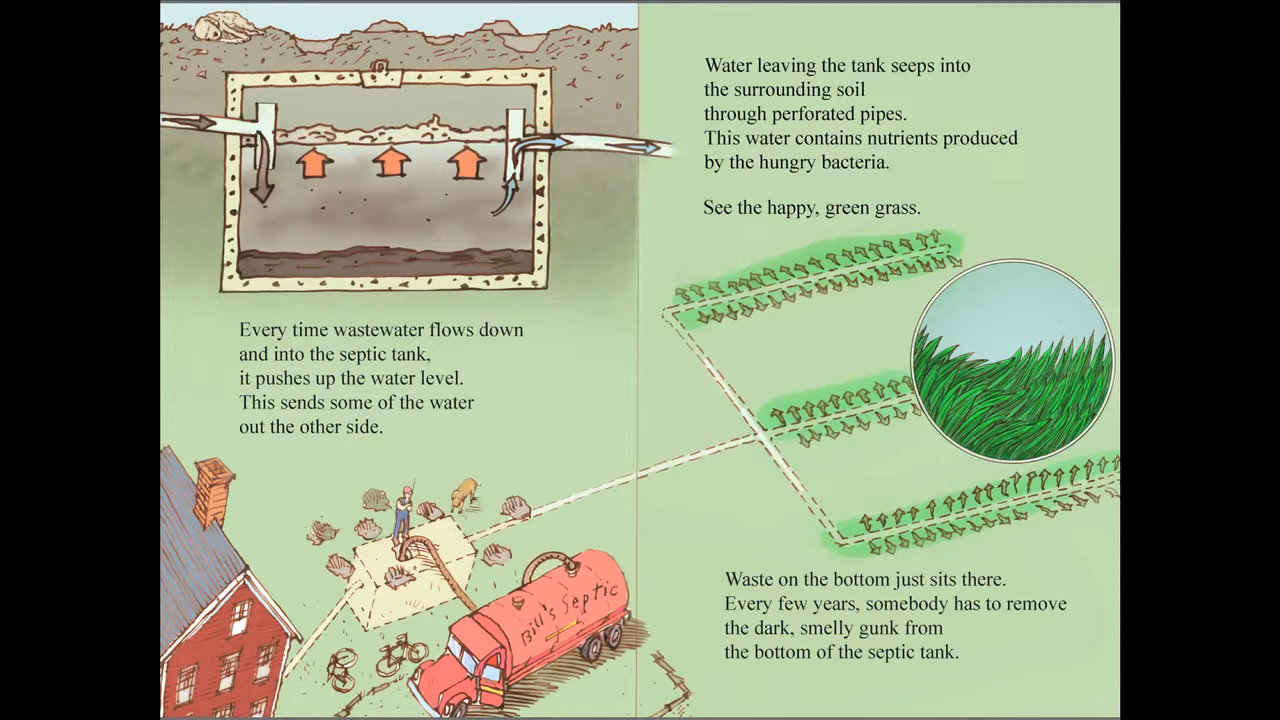 Every time wastewater flows down
and into the septic tank,
it pushes up the water level.
This sends some of the water
out the other side.
Bill's Septic
Water leaving the tank seeps into
the surrounding soil
through perforated pipes.
This water contains nutrients produced
by the hungry bacteria.
See the happy, green grass.
Waste on the bottom just sits there.
Every few years, somebody has to remove
the dark, smelly gunk from
the bottom of the septic tank.